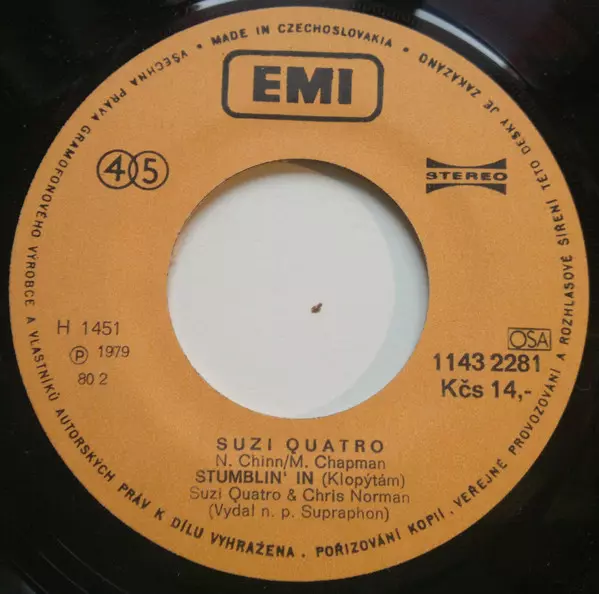 VŠECHNA PRÁVA GRAMOFONOVÉHO VÝROBCE A VLASTNÍKŮ AUTORSKÝCH PRÁV K DÍLU VYHRAŽENA. POŘIZOVÁNÍ KOPIÍ, VEŘEJNÉ PROVOZOVÁNÍ A ROZHLASOVÉ ŠÍŘENÍ TÉTO DESKY JE ZAKÁZÁNO • MADE IN CZECHOSLOVAKIA •
EMI
45
STEREO
H 1451
Ⓟ 1979
80 2
OSA
1143 2281
Kčs 14,-
SUZI QUATRO
N. Chinn/M. Chapman
STUMBLIN' IN (Klopýtám)
Suzi Quatro & Chris Norman
(Vydal n. p. Supraphon)